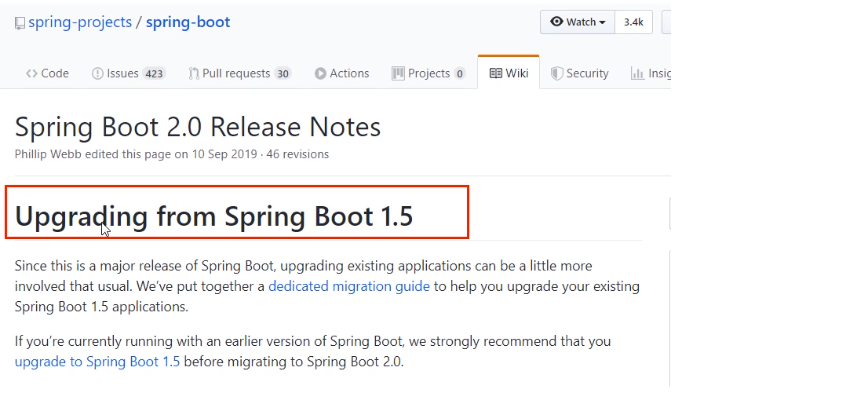 spring-projects / spring-boot
Watch 3.4k
Code Issues 423 Pull requests 30 Actions Projects 0 Wiki Security
Spring Boot 2.0 Release Notes
Phillip Webb edited this page on 10 Sep 2019 · 46 revisions
Upgrading from Spring Boot 1.5
Since this is a major release of Spring Boot, upgrading existing applications can be a little more
involved that usual. We’ve put together a dedicated migration guide to help you upgrade your existing
Spring Boot 1.5 applications.
If you’re currently running with an earlier version of Spring Boot, we strongly recommend that you
upgrade to Spring Boot 1.5 before migrating to Spring Boot 2.0.